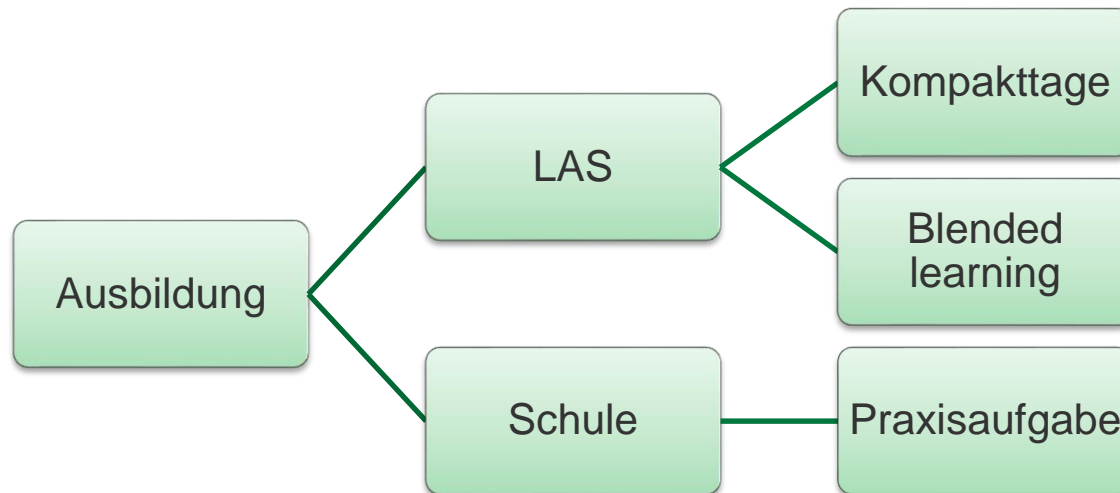 Ausbildung
LAS
Kompakttage
Blended
learning
Schule
Praxisaufgabe